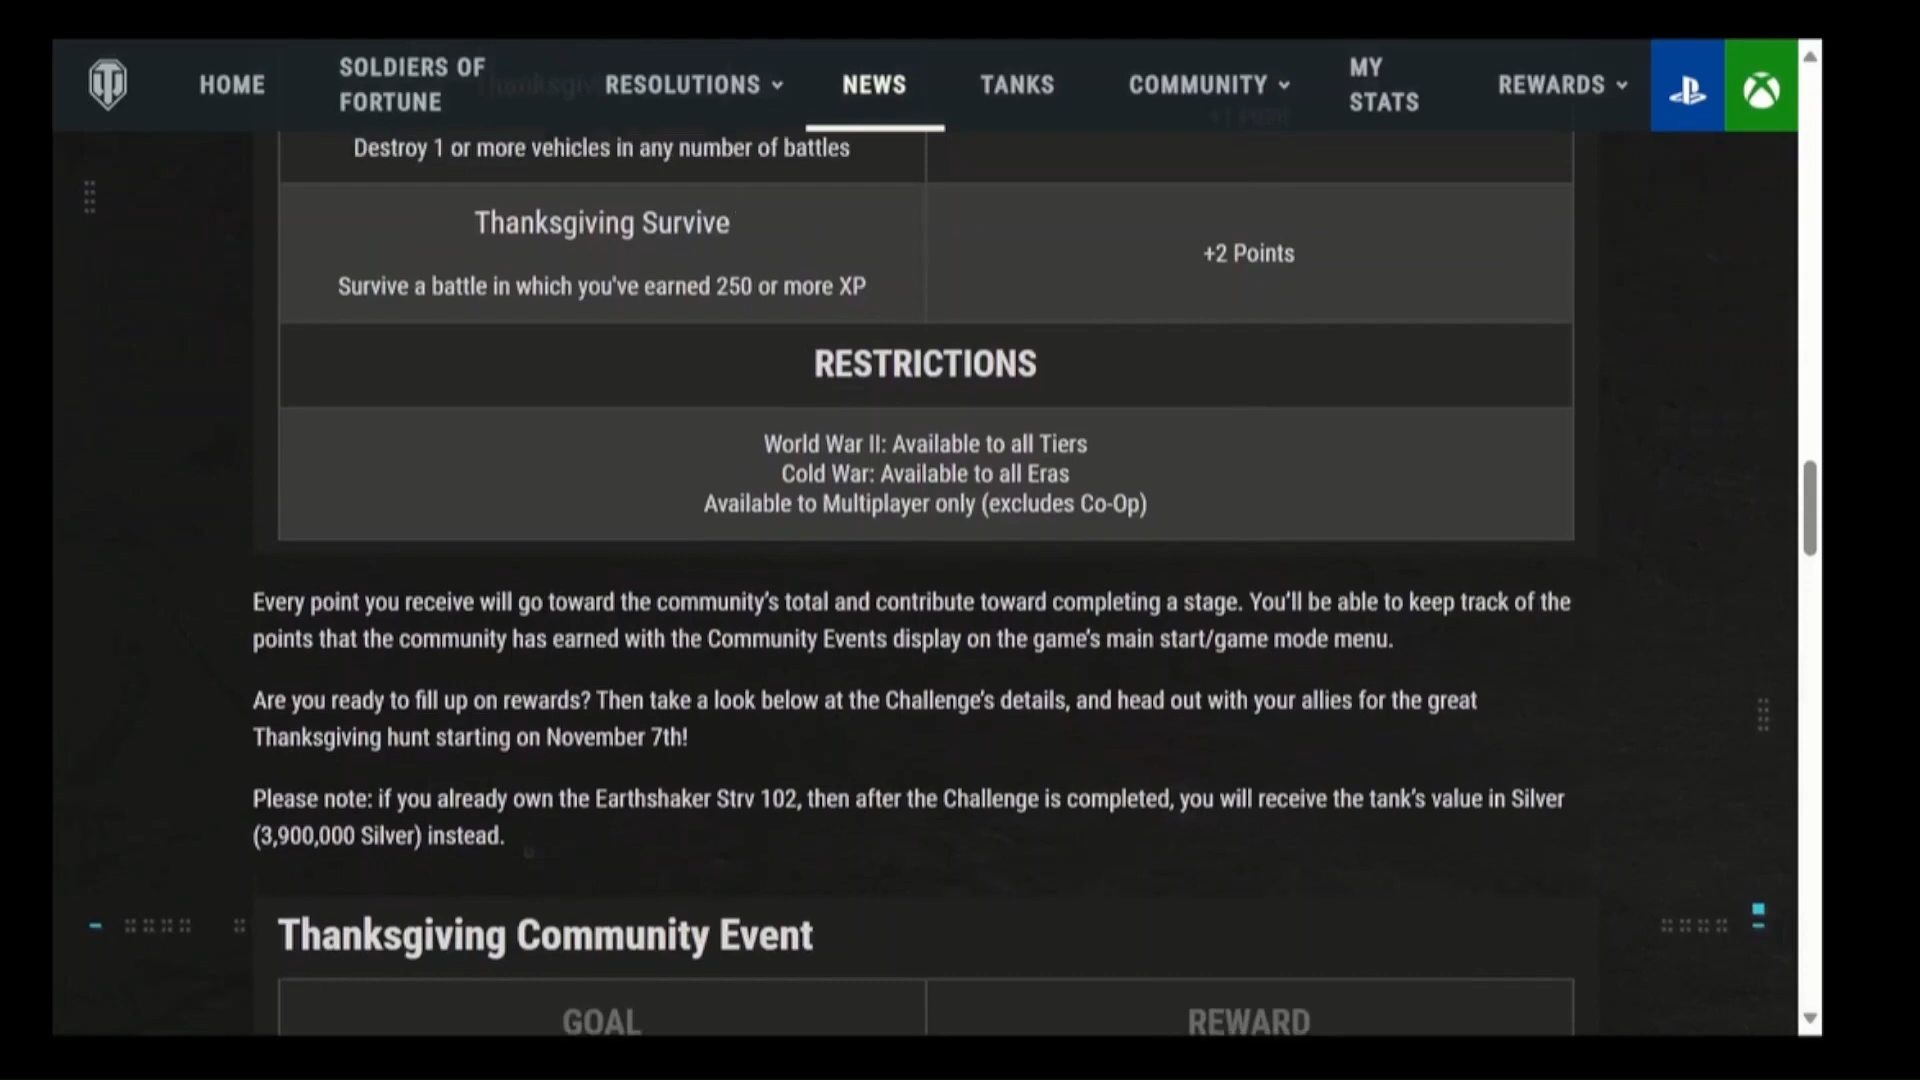 HOME
SOLDIERS OF
FORTUNE
RESOLUTIONS
NEWS
TANKS
COMMUNITY
MY
STATS
REWARDS
Destroy 1 or more vehicles in any number of battles
Thanksgiving Survive
Survive a battle in which you've earned 250 or more XP
+2 Points
RESTRICTIONS
World War II: Available to all Tiers
Cold War: Available to all Eras
Available to Multiplayer only (excludes Co-Op)
Every point you receive will go toward the community's total and contribute toward completing a stage. You'll be able to keep track of the
points that the community has earned with the Community Events display on the game's main start/game mode menu.
Are you ready to fill up on rewards? Then take a look below at the Challenge's details, and head out with your allies for the great
Thanksgiving hunt starting on November 7th!
Please note: if you already own the Earthshaker Strv 102, then after the Challenge is completed, you will receive the tank's value in Silver
(3,900,000 Silver) instead.
Thanksgiving Community Event
GOAL
REWARD